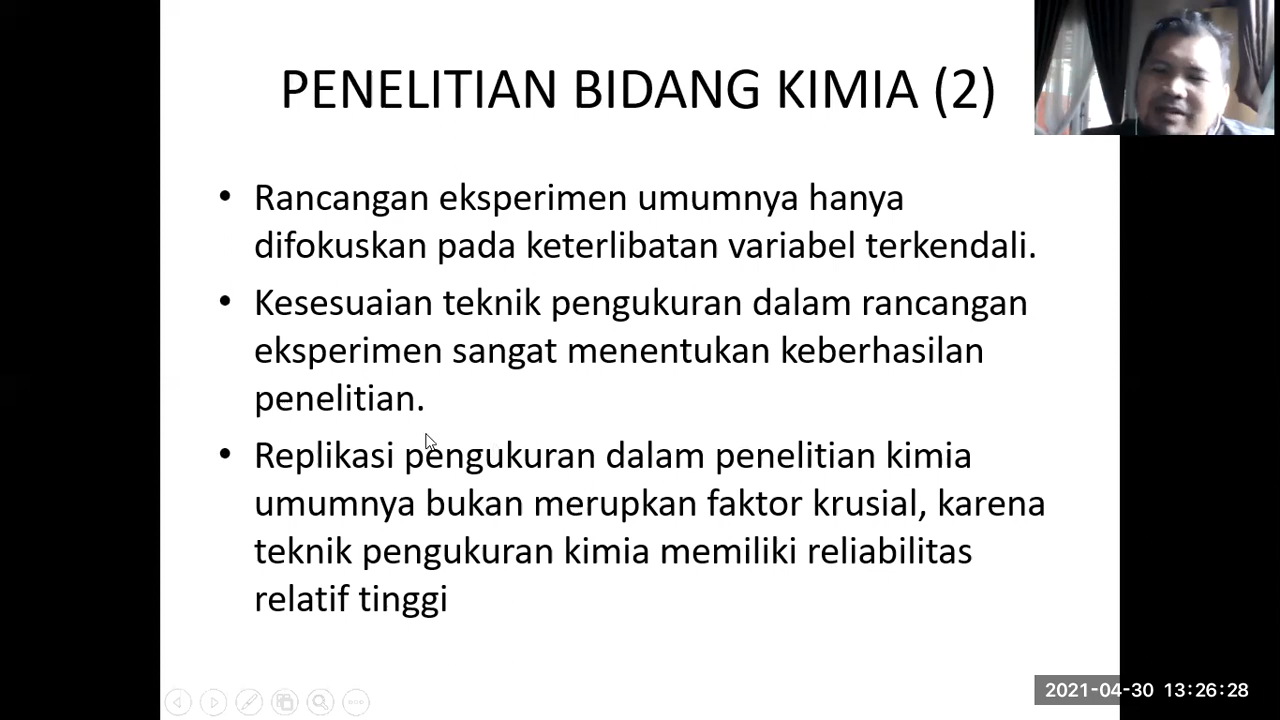 PENELITIAN BIDANG KIMIA (2)
• Rancangan eksperimen umumnya hanya
difokuskan pada keterlibatan variabel terkendali.
• Kesesuaian teknik pengukuran dalam rancangan
eksperimen sangat menentukan keberhasilan
penelitian.
• Replikasi pengukuran dalam penelitian kimia
umumnya bukan merupkan faktor krusial, karena
teknik pengukuran kimia memiliki reliabilitas
relatif tinggi
2021-04-30 13:26:28